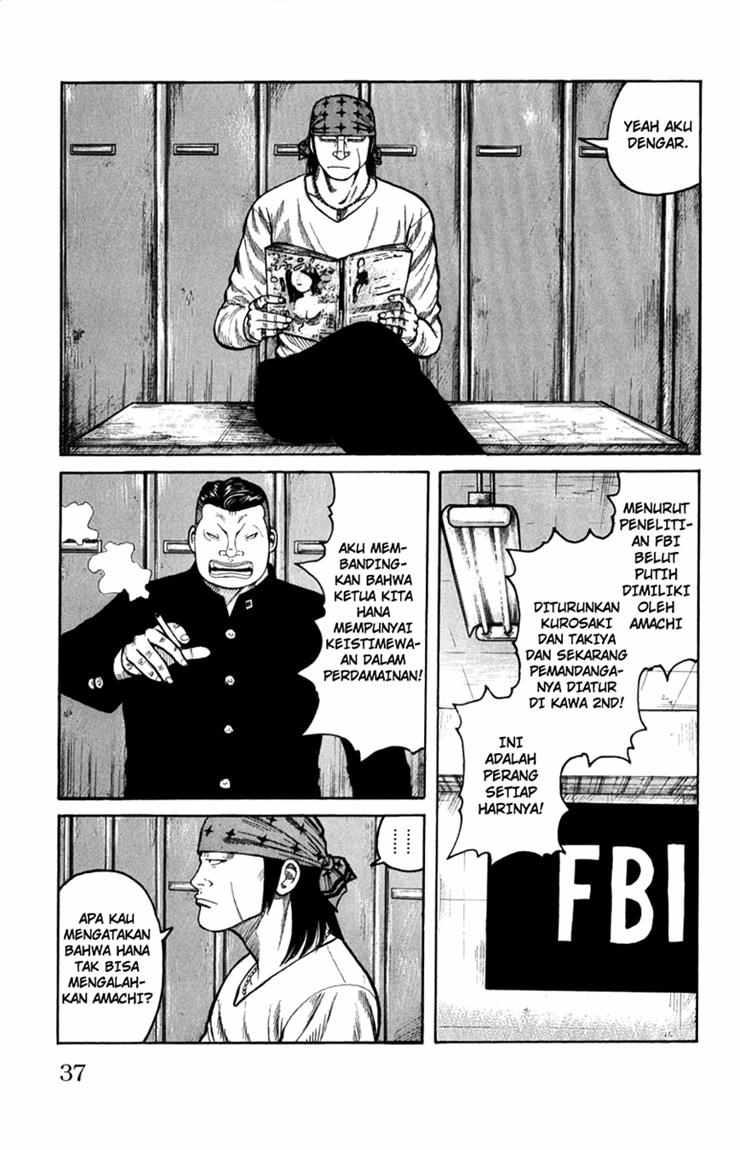 YEAH AKU
DENGAR.
MENURUT
PENELITI-
AN FBI
BELUT
PUTIH
DIMILIKI
OLEH
AMACHI
DITURUNKAN
KUROSAKI
DAN TAKIYA
DAN SEKARANG
PEMANDANGA-
NYA DIATUR
DI KAWA 2ND!
INI
ADALAH
PERANG
SETIAP
HARINYA!
FBI
AKU MEM-
BANDING-
KAN BAHWA
KETUA KITA
HANA
MEMPUNYAI
KEISTIMEWA-
AN DALAM
PERDAMAINAN!
APA KAU
MENGATAKAN
BAHWA HANA
TAK BISA
MENGALAH-
KAN AMACHI?
37